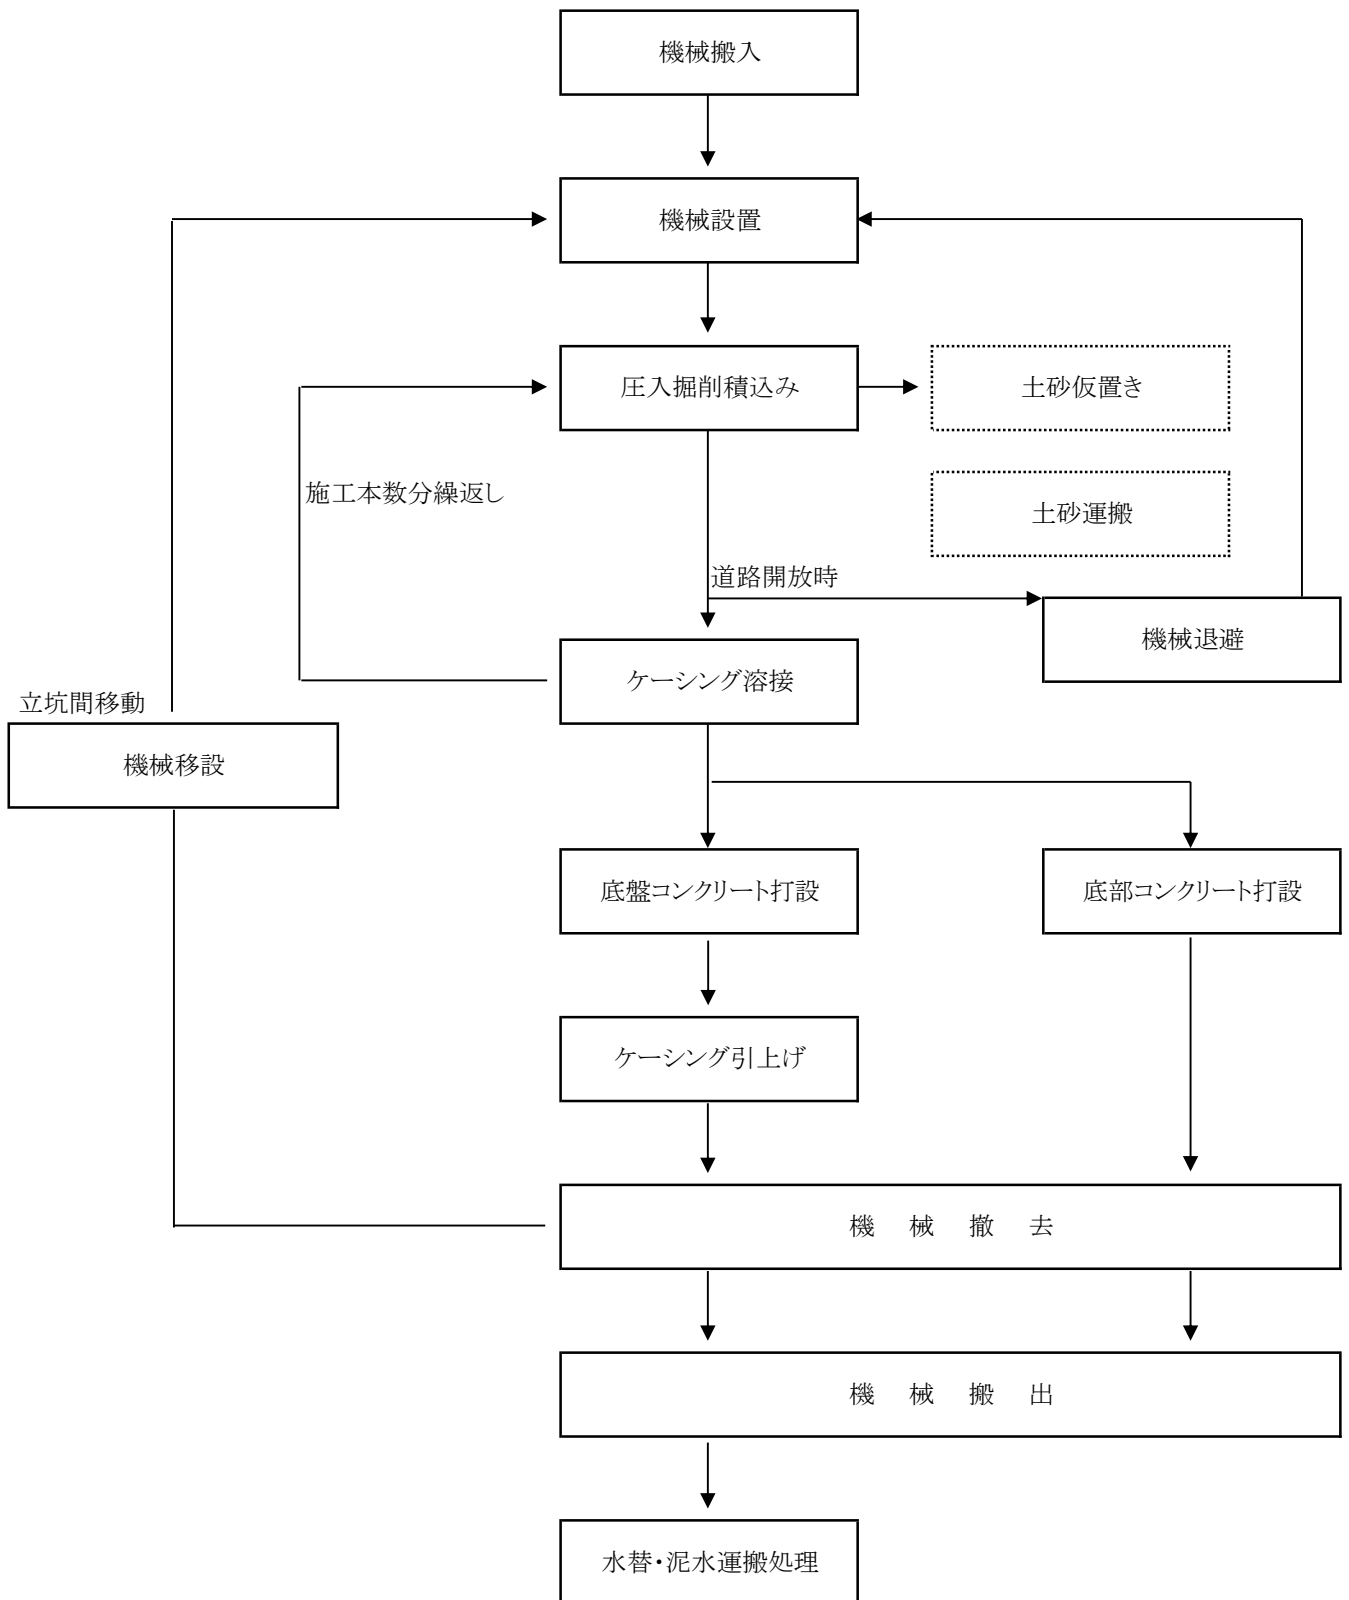 機械搬入
機械設置
圧入掘削積込み
土砂仮置き
施工本数分繰返し
土砂運搬
道路開放時
機械退避
ケーシング溶接
立坑間移動
機械移設
底盤コンクリート打設
底部コンクリート打設
ケーシング引上げ
機　械　撤　去
機　械　搬　出
水替・泥水運搬処理